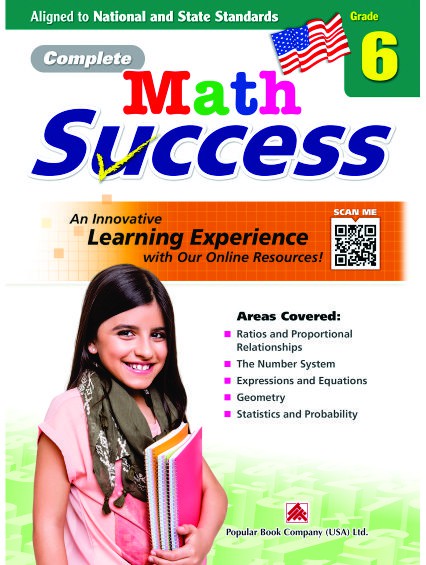 Aligned to National and State Standards
Grade
6
Complete
Math
Success
SCAN ME
An Innovative
Learning Experience
with Our Online Resources!
Areas Covered:
Ratios and Proportional
Relationships
The Number System
Expressions and Equations
Geometry
Statistics and Probability
Popular Book Company (USA) Ltd.